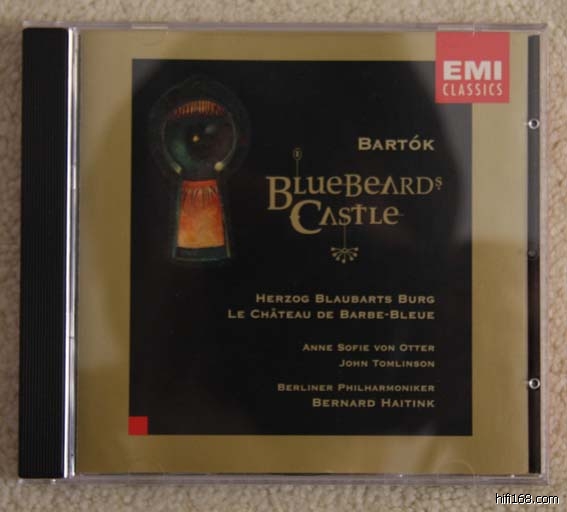 EMI
CLASSICS
BARTÓK
BLUEBEARDS
CASTLE
HERZOG BLAUBARTS BURG
LE CHÂTEAU DE BARBE-BLEUE
ANNE SOFIE VON OTTER
JOHN TOMLINSON
BERLINER PHILHARMONIKER
BERNARD HAITINK
hifi168.com